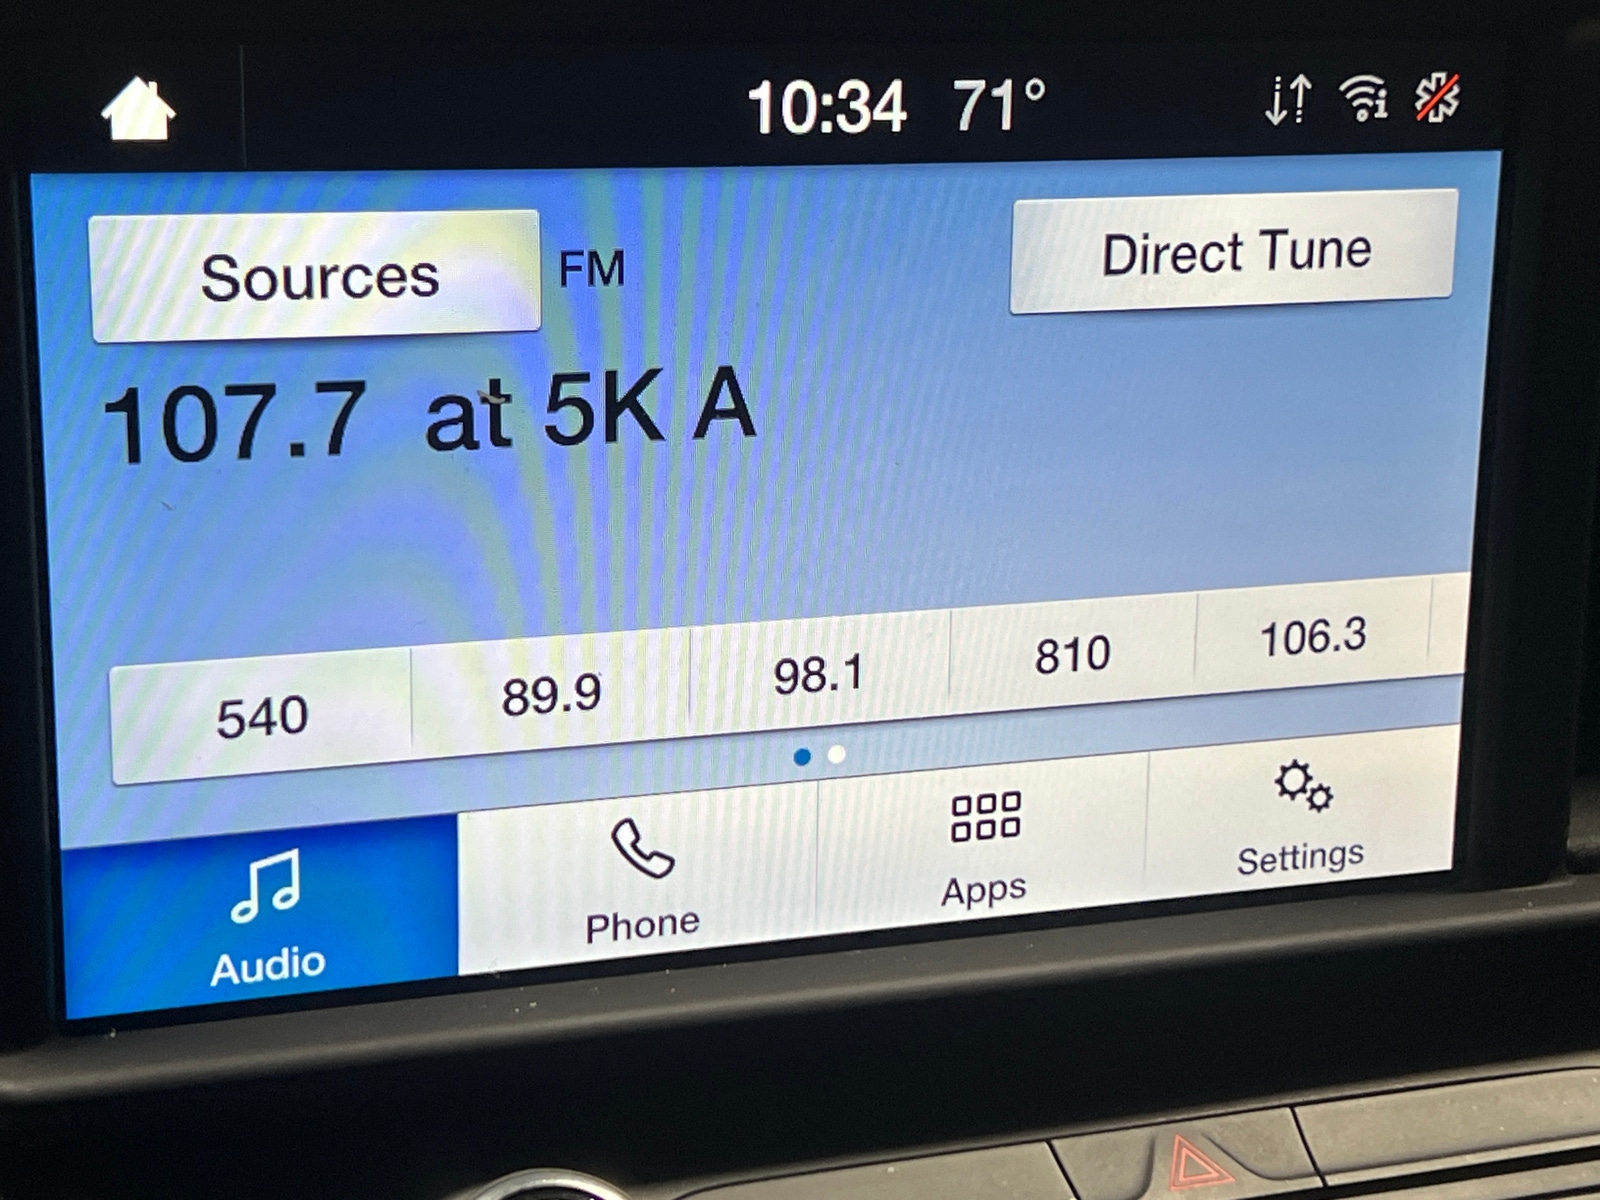 10:34 71°
Sources FM Direct Tune
107.7 at 5K A
540 89.9 98.1 810 106.3
Audio Phone Apps Settings